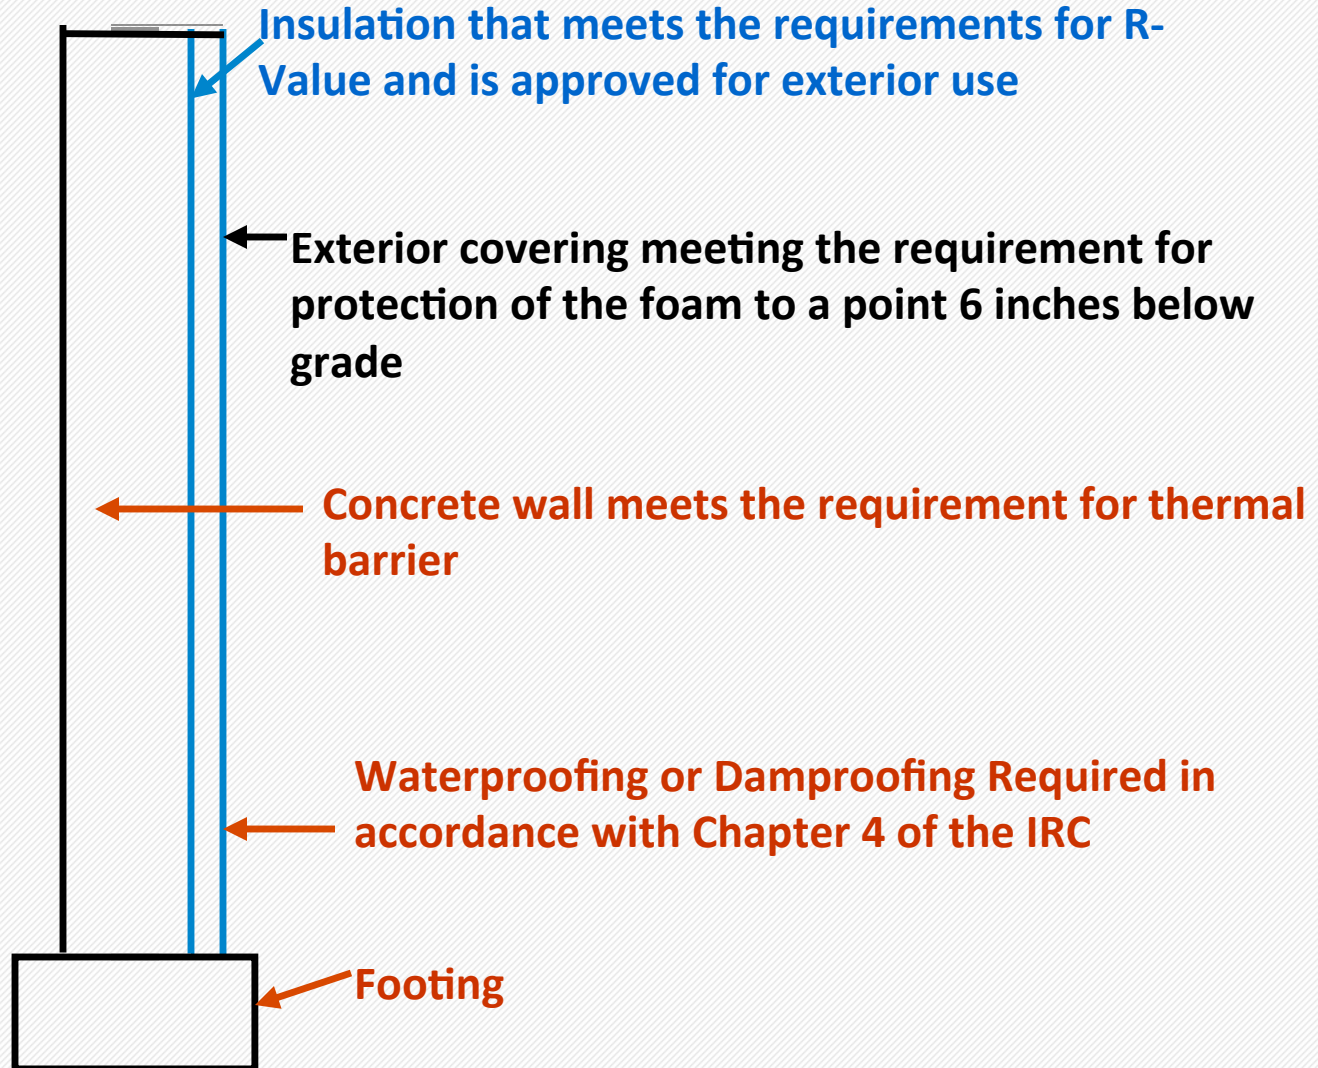 Insulation that meets the requirements for R-
Value and is approved for exterior use
Exterior covering meeting the requirement for
protection of the foam to a point 6 inches below
grade
Concrete wall meets the requirement for thermal
barrier
Waterproofing or Damproofing Required in
accordance with Chapter 4 of the IRC
Footing